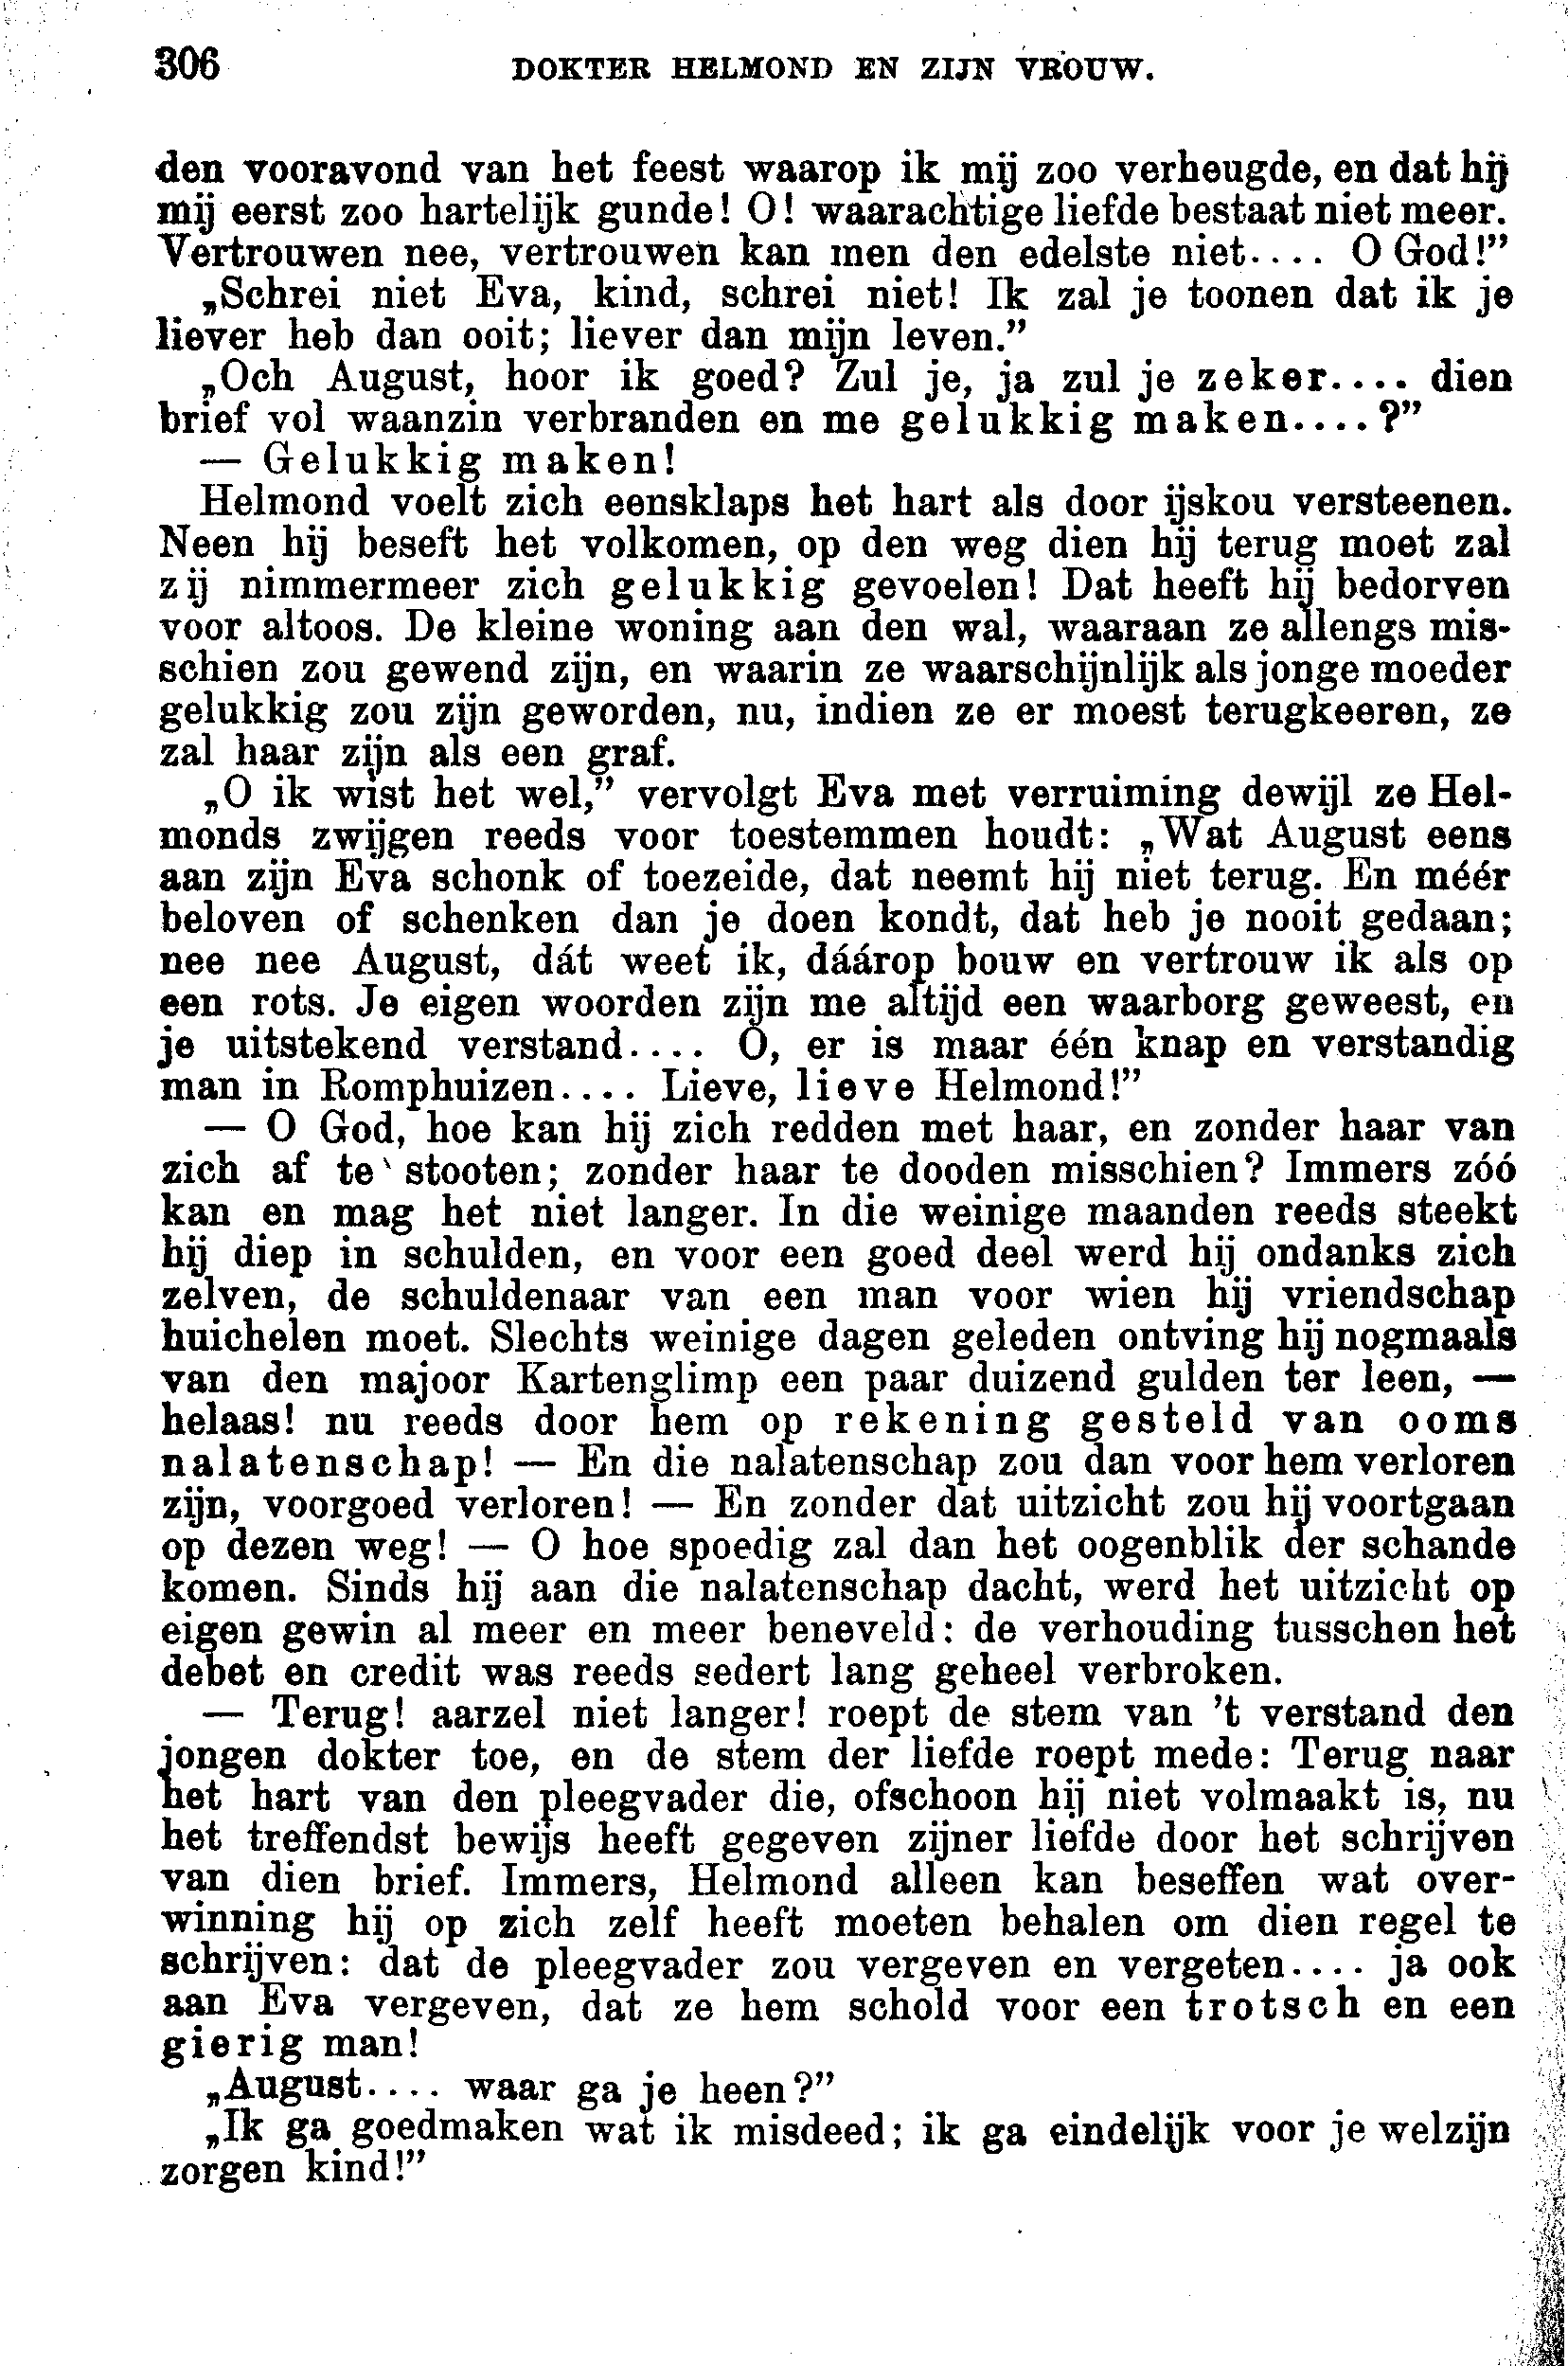 306 DOKTER HELMOND EN ZIJN VROUW.
den vooravond van het feest waarop ik mij zoo verheugde, en dat hij
mij eerst zoo hartelijk gunde! O! waarachtige liefde bestaat niet meer.
Vertrouwen nee, vertrouwen kan men den edelste niet.... O God!”
„Schrei niet Eva, kind, schrei niet! Ik zal je toonen dat ik je
liever heb dan ooit; liever dan mijn leven.”
„Och August, hoor ik goed? Zul je, ja zul je zeker.... dien
brief vol waanzin verbranden en me gelukkig maken....?”
— Gelukkig maken!
Helmond voelt zich eensklaps het hart als door ijskou versteenen.
Neen hij beseft het volkomen, op den weg dien hij terug moet zal
zij nimmermeer zich gelukkig gevoelen! Dat heeft hij bedorven
voor altoos. De kleine woning aan den wal, waaraan ze allengs mis-
schien zou gewend zijn, en waarin ze waarschijnlijk als jonge moeder
gelukkig zou zijn geworden, nu, indien ze er moest terugkeeren, ze
zal haar zijn als een graf.
„O ik wist het wel,” vervolgt Eva met verruiming dewijl ze Hel-
monds zwijgen reeds voor toestemmen houdt: „Wat August eens
aan zijn Eva schonk of toezeide, dat neemt hij niet terug. En méér
beloven of schenken dan je doen kondt, dat heb je nooit gedaan;
nee nee August, dát weet ik, dáárop bouw en vertrouw ik als op
een rots. Je eigen woorden zijn me altijd een waarborg geweest, en
je uitstekend verstand.... O, er is maar één knap en verstandig
man in Romphuizen.... Lieve, lieve Helmond!”
— O God, hoe kan hij zich redden met haar, en zonder haar van
zich af te stooten; zonder haar te dooden misschien? Immers zóó
kan en mag het niet langer. In die weinige maanden reeds steekt
hij diep in schulden, en voor een goed deel werd hij ondanks zich
zelven, de schuldenaar van een man voor wien hij vriendschap
huichelen moet. Slechts weinige dagen geleden ontving hij nogmaals
van den majoor Kartenglimp een paar duizend gulden ter leen, —
helaas! nu reeds door hem op rekening gesteld van ooms
nalatenschap! — En die nalatenschap zou dan voor hem verloren
zijn, voorgoed verloren! — En zonder dat uitzicht zou hij voortgaan
op dezen weg! — O hoe spoedig zal dan het oogenblik der schande
komen. Sinds hij aan die nalatenschap dacht, werd het uitzicht op
eigen gewin al meer en meer beneveld: de verhouding tusschen het
debet en credit was reeds sedert lang geheel verbroken.
— Terug! aarzel niet langer! roept de stem van 't verstand den
jongen dokter toe, en de stem der liefde roept mede: Terug naar
het hart van den pleegvader die, ofschoon hij niet volmaakt is, nu
het treffendst bewijs heeft gegeven zijner liefde door het schrijven
van dien brief. Immers, Helmond alleen kan beseffen wat over-
winning hij op zich zelf heeft moeten behalen om dien regel te
schrijven: dat de pleegvader zou vergeven en vergeten.... ja ook
aan Eva vergeven, dat ze hem schold voor een trotsch en een
gierig man!
„August.... waar ga je heen?”
„Ik ga goedmaken wat ik misdeed; ik ga eindelijk voor je welzijn
zorgen kind!”